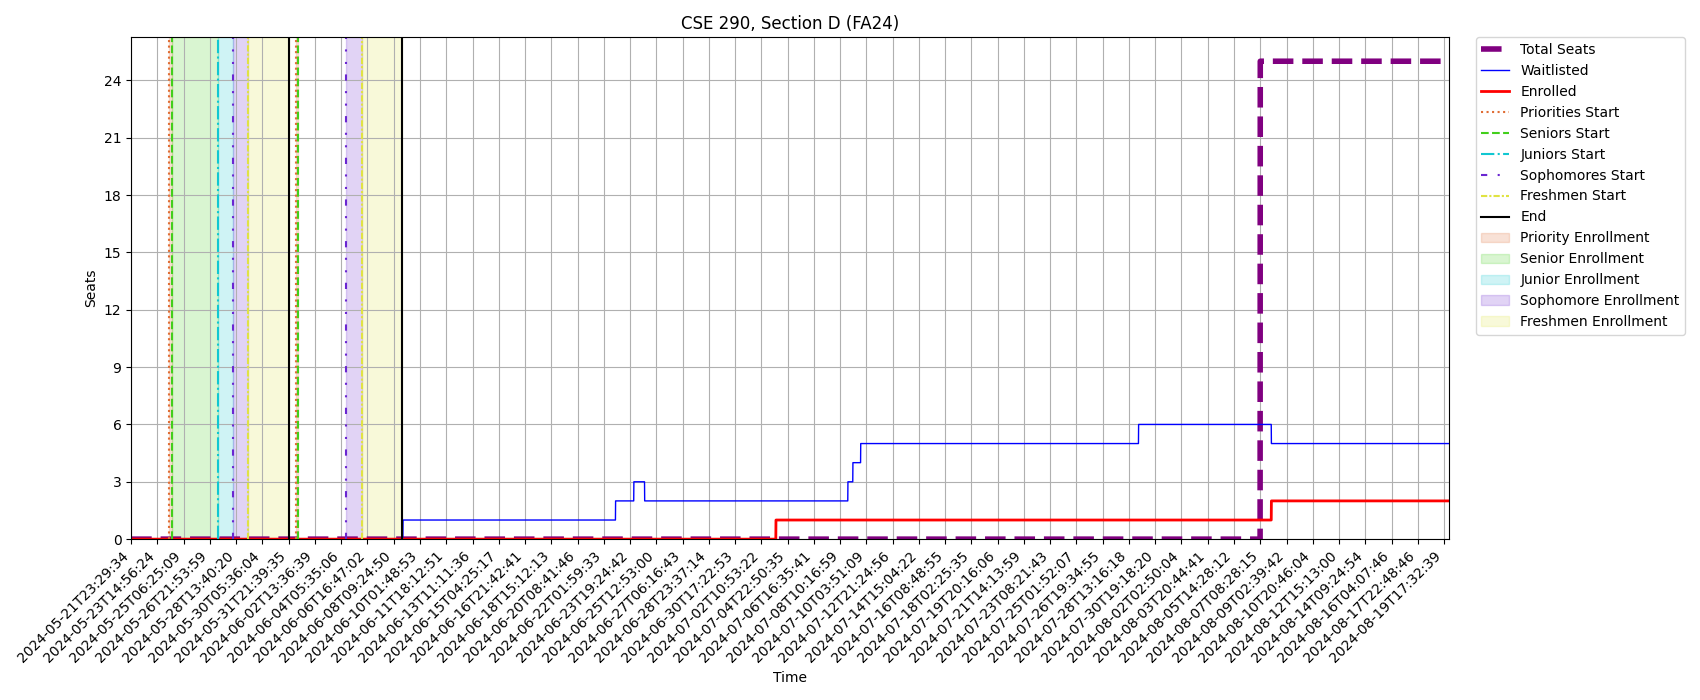 CSE 290, Section D (FA24)
24
21
18
15
12
9
6
3
0
Seats
2024-05-21T23:29:34
2024-05-23T14:56:24
2024-05-25T06:25:09
2024-05-26T21:53:59
2024-05-28T13:40:20
2024-05-30T05:36:04
2024-05-31T21:39:35
2024-06-02T13:36:39
2024-06-04T05:35:06
2024-06-06T16:47:02
2024-06-08T09:24:50
2024-06-10T01:48:53
2024-06-11T18:12:51
2024-06-13T11:11:36
2024-06-15T04:25:17
2024-06-16T21:42:41
2024-06-18T15:12:13
2024-06-20T08:41:46
2024-06-22T01:59:33
2024-06-23T19:24:42
2024-06-25T12:53:00
2024-06-27T06:16:43
2024-06-28T23:37:14
2024-06-30T17:22:53
2024-07-02T10:53:22
2024-07-04T22:50:35
2024-07-06T16:35:41
2024-07-08T10:16:59
2024-07-10T03:51:09
2024-07-12T21:24:56
2024-07-14T15:04:22
2024-07-16T08:48:55
2024-07-18T02:25:35
2024-07-19T20:16:06
2024-07-21T14:13:59
2024-07-23T08:21:43
2024-07-25T01:52:07
2024-07-26T19:34:55
2024-07-28T13:16:18
2024-07-30T19:18:20
2024-08-02T02:50:04
2024-08-03T20:44:41
2024-08-05T14:28:12
2024-08-07T08:28:15
2024-08-09T02:39:42
2024-08-10T20:46:04
2024-08-12T15:13:00
2024-08-14T09:24:54
2024-08-16T04:07:46
2024-08-17T22:48:46
2024-08-19T17:32:39
Time
Total Seats
Waitlisted
Enrolled
Priorities Start
Seniors Start
Juniors Start
Sophomores Start
Freshmen Start
End
Priority Enrollment
Senior Enrollment
Junior Enrollment
Sophomore Enrollment
Freshmen Enrollment